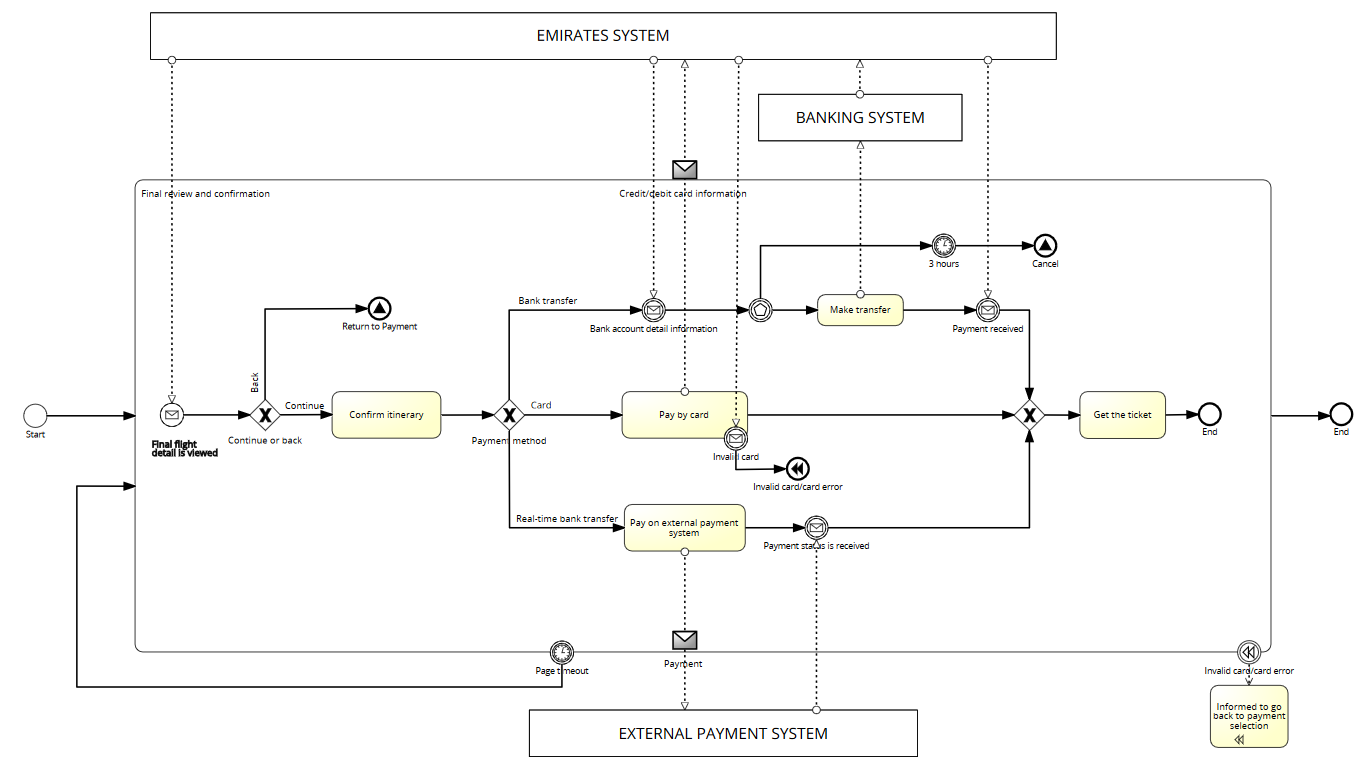 EMIRATES SYSTEM
BANKING SYSTEM
Final review and confirmation
Credit/debit card information
3 hours
Cancel
Bank transfer
Make transfer
Return to Payment
Bank account detail information
Payment received
Back
Continue
Card
Confirm itinerary
Pay by card
Get the ticket
Start
Continue or back
Payment method
End
End
Final flight
detail is viewed
Invalid card
Invalid card/card error
Real-time bank transfer
Pay on external payment
system
Payment status is received
Page timeout
Payment
Invalid card/card error
Informed to go
back to payment
selection
EXTERNAL PAYMENT SYSTEM